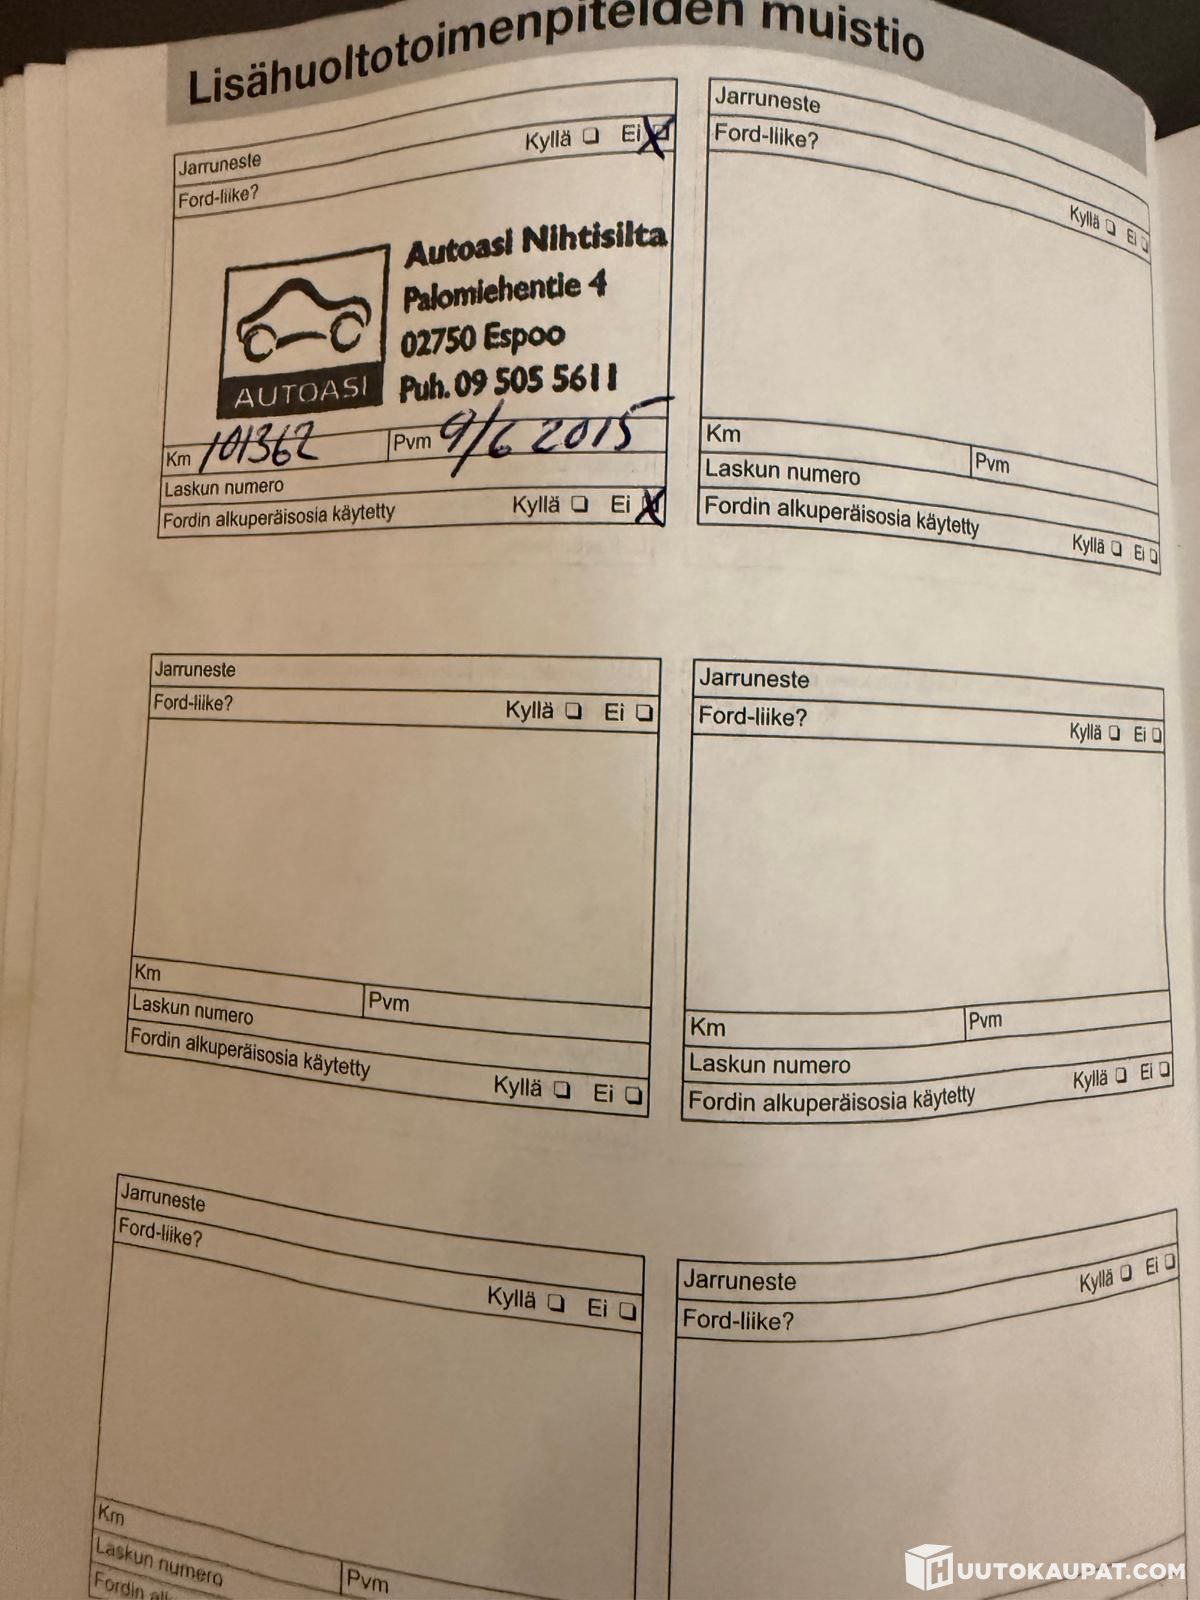 Lisähuoltotoimenpiteiden muistio
Jarruneste
Ford-liike? Kyllä ❑ Ei ❑
AUTOASI
Autoasi Nihtisilta
Palomiehentie 4
02750 Espoo
Puh. 09 505 5611
Km 101362 Pvm 9/6 2015
Laskun numero
Fordin alkuperäisosia käytetty Kyllä ❑ Ei ❑
Jarruneste
Ford-liike? Kyllä ❑ Ei ❑
Km Pvm
Laskun numero
Fordin alkuperäisosia käytetty Kyllä ❑ Ei ❑
Jarruneste
Ford-liike? Kyllä ❑ Ei ❑
Km Pvm
Laskun numero
Fordin alkuperäisosia käytetty Kyllä ❑ Ei ❑
Jarruneste
Ford-liike? Kyllä ❑ Ei ❑
Km Pvm
Laskun numero
Fordin alkuperäisosia käytetty Kyllä ❑ Ei ❑
Jarruneste
Ford-liike? Kyllä ❑ Ei ❑
Km Pvm
Laskun numero
Fordin
Jarruneste
Ford-liike? Kyllä ❑ Ei ❑
HUUTOKAUPAT.COM